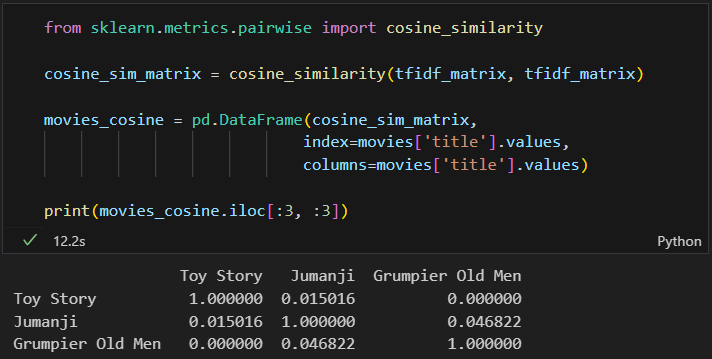 from sklearn.metrics.pairwise import cosine_similarity
cosine_sim_matrix = cosine_similarity(tfidf_matrix, tfidf_matrix)
movies_cosine = pd.DataFrame(cosine_sim_matrix,
index=movies['title'].values,
columns=movies['title'].values)
print(movies_cosine.iloc[:3, :3])
12.2s Python
Toy Story Jumanji Grumpier Old Men
Toy Story 1.000000 0.015016 0.000000
Jumanji 0.015016 1.000000 0.046822
Grumpier Old Men 0.000000 0.046822 1.000000